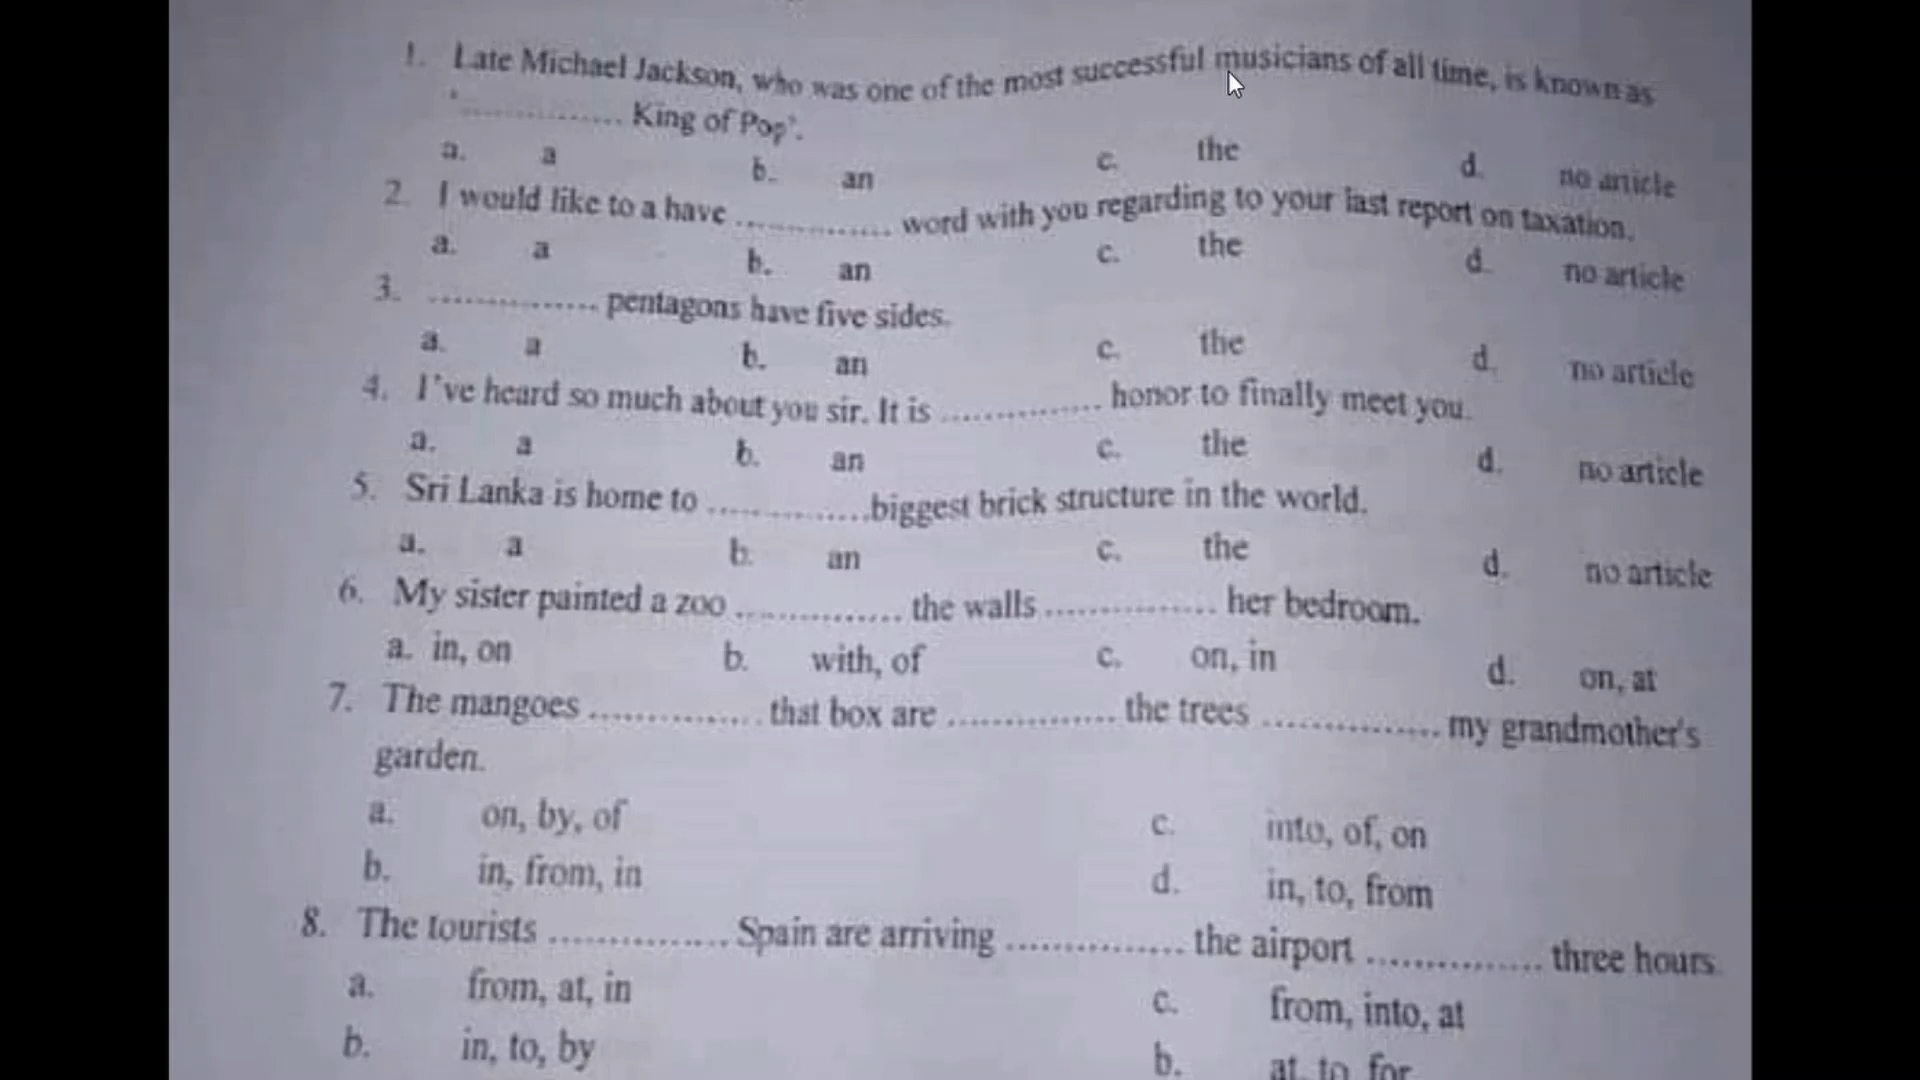 1. Late Michael Jackson, who was one of the most successful musicians of all time, is known as
'.............. King of Pop'.
a. a b. an c. the d. no article
2. I would like to a have .............. word with you regarding to your last report on taxation.
a. a b. an c. the d. no article
3. .............. pentagons have five sides.
a. a b. an c. the d. no article
4. I've heard so much about you sir. It is .............. honor to finally meet you.
a. a b. an c. the d. no article
5. Sri Lanka is home to ..............biggest brick structure in the world.
a. a b. an c. the d. no article
6. My sister painted a zoo .............. the walls .............. her bedroom.
a. in, on b. with, of c. on, in d. on, at
7. The mangoes .............. that box are .............. the trees .............. my grandmother's
garden.
a. on, by, of c. into, of, on
b. in, from, in d. in, to, from
8. The tourists .............. Spain are arriving .............. the airport .............. three hours.
a. from, at, in c. from, into, at
b. in, to, by b. at, to, for